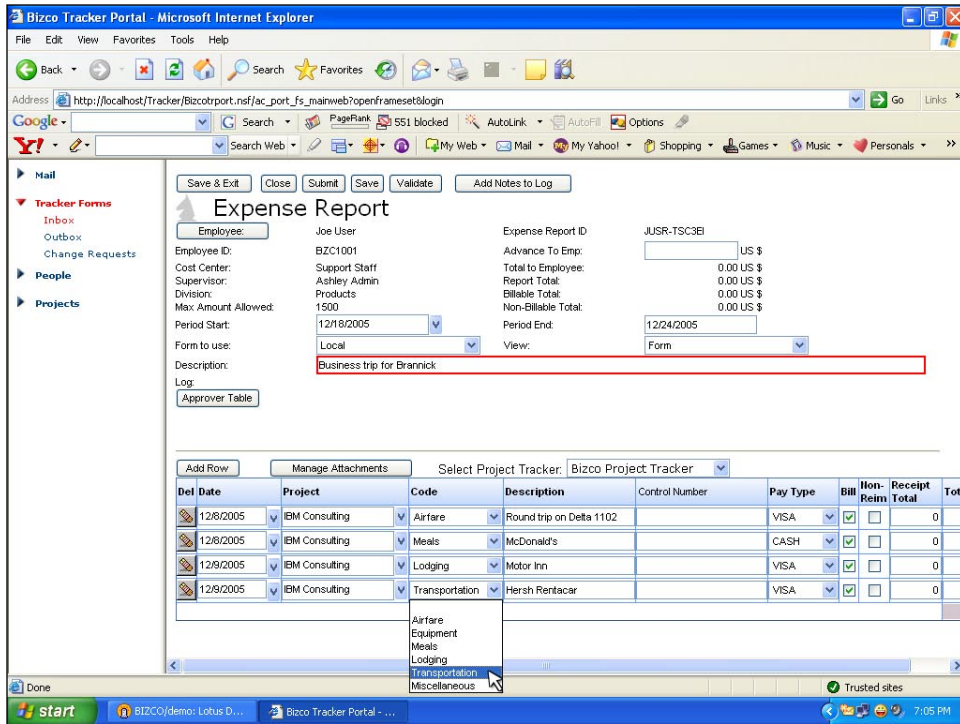 Bizco Tracker Portal - Microsoft Internet Explorer
File Edit View Favorites Tools Help
Back Search Favorites
Address http://localhost/Tracker/Bizcotrport.nsf/ac_port_fs_mainweb?openframeset&login Go Links »
Google Search PageRank 551 blocked AutoLink AutoFill Options
Y! Search Web My Web Mail My Yahoo! Shopping Games Music Personals »
Mail
Tracker Forms
Inbox
Outbox
Change Requests
People
Projects
Save & Exit Close Submit Save Validate Add Notes to Log
Expense Report
Employee: Joe User Expense Report ID JUSR-TSC3EI
Employee ID: BZC1001 Advance To Emp: US $
Cost Center: Support Staff Total to Employee: 0.00 US $
Supervisor: Ashley Admin Report Total: 0.00 US $
Division: Products Billable Total: 0.00 US $
Max Amount Allowed: 1500 Non-Billable Total: 0.00 US $
Period Start: 12/18/2005 Period End: 12/24/2005
Form to use: Local View: Form
Description: Business trip for Brannick
Log:
Approver Table
Add Row Manage Attachments Select Project Tracker: Bizco Project Tracker
Del Date Project Code Description Control Number Pay Type Bill Non-Reim Receipt Total Tot
12/8/2005 IBM Consulting Airfare Round trip on Delta 1102 VISA 0
12/8/2005 IBM Consulting Meals McDonald's CASH 0
12/9/2005 IBM Consulting Lodging Motor Inn VISA 0
12/9/2005 IBM Consulting Transportation Hersh Rentacar VISA 0
Airfare
Equipment
Meals
Lodging
Transportation
Miscellaneous
Done Trusted sites
start BIZCO/demo: Lotus D... Bizco Tracker Portal - ... 7:05 PM